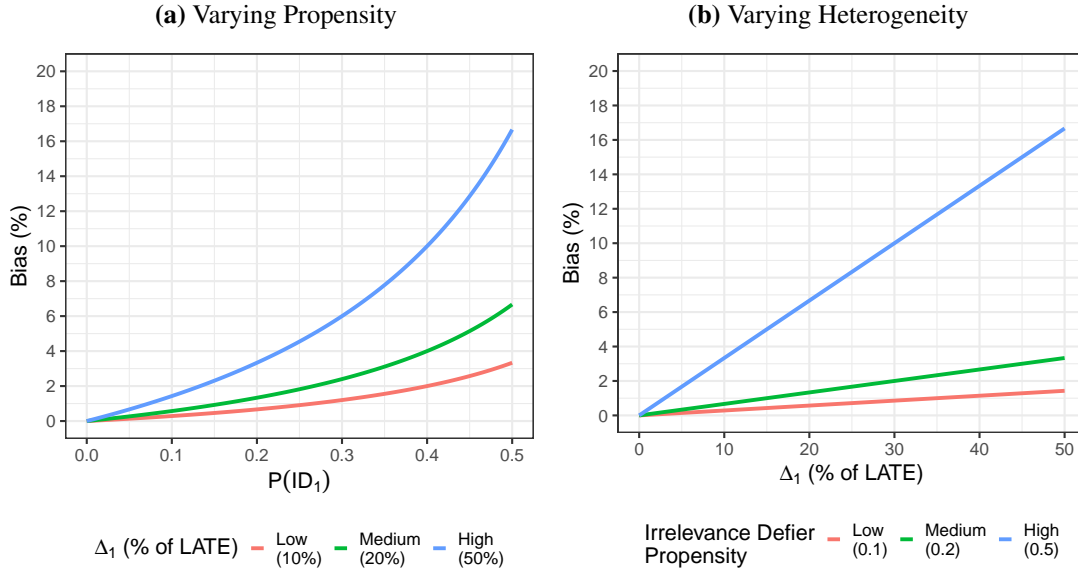 (a) Varying Propensity
20
18
16
14
12
10
8
6
4
2
0
Bias (%)
0.0 0.1 0.2 0.3 0.4 0.5
P(ID₁)
Δ₁ (% of LATE) Low (10%) Medium (20%) High (50%)
(b) Varying Heterogeneity
20
18
16
14
12
10
8
6
4
2
0
Bias (%)
0 10 20 30 40 50
Δ₁ (% of LATE)
Irrelevance Defier
Propensity
Low (0.1) Medium (0.2) High (0.5)